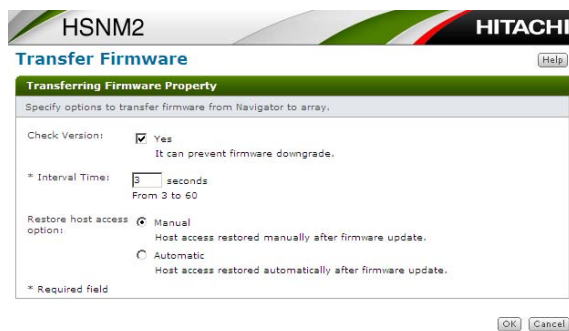 HSNM2
HITACHI
Transfer Firmware
Help
Transferring Firmware Property
Specify options to transfer firmware from Navigator to array.
Check Version:
Yes
It can prevent firmware downgrade.
* Interval Time:
3 seconds
From 3 to 60
Restore host access option:
Manual
Host access restored manually after firmware update.
Automatic
Host access restored automatically after firmware update.
* Required field
OK Cancel